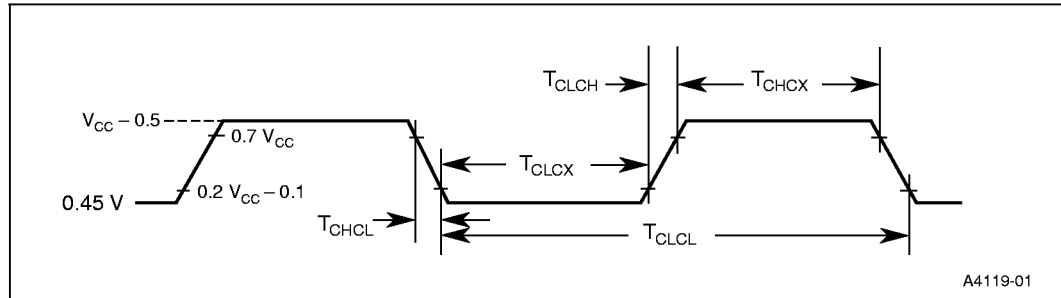 T_CLCH
T_CHCX
V_CC – 0.5
0.7 V_CC
T_CLCX
0.2 V_CC – 0.1
0.45 V
T_CHCL
T_CLCL
A4119-01